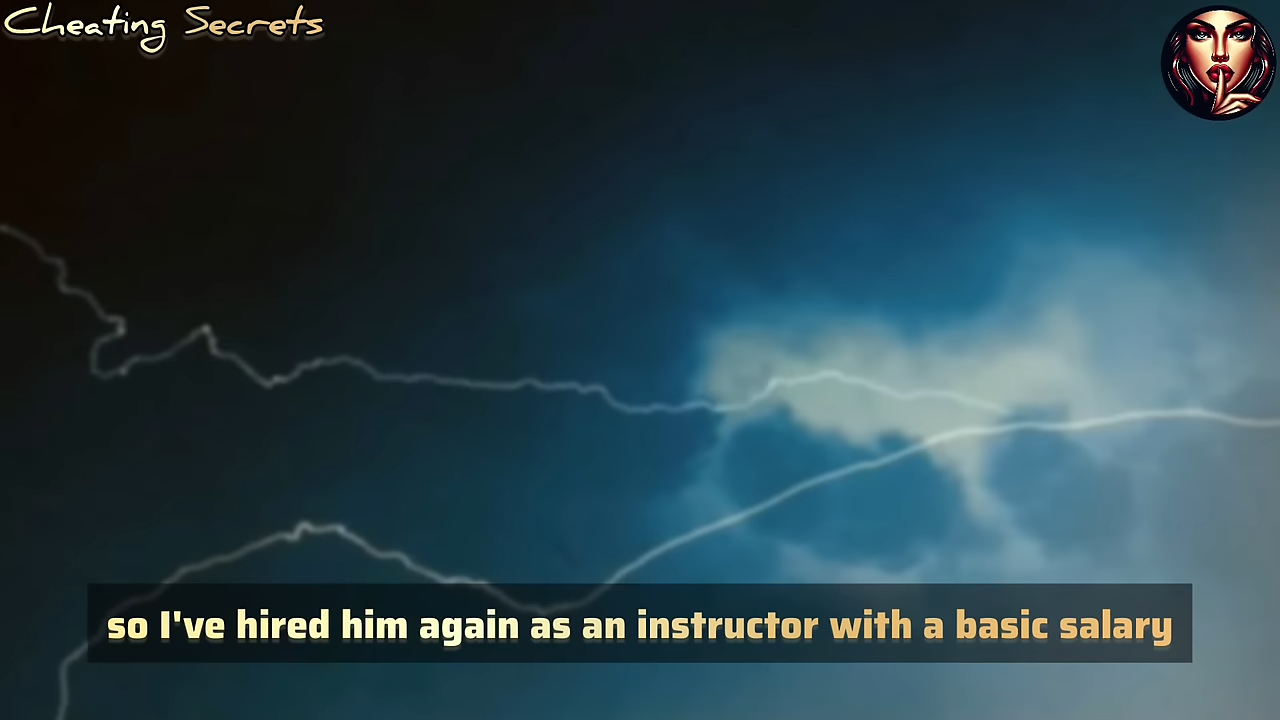 Cheating Secrets
so I've hired him again as an instructor with a basic salary